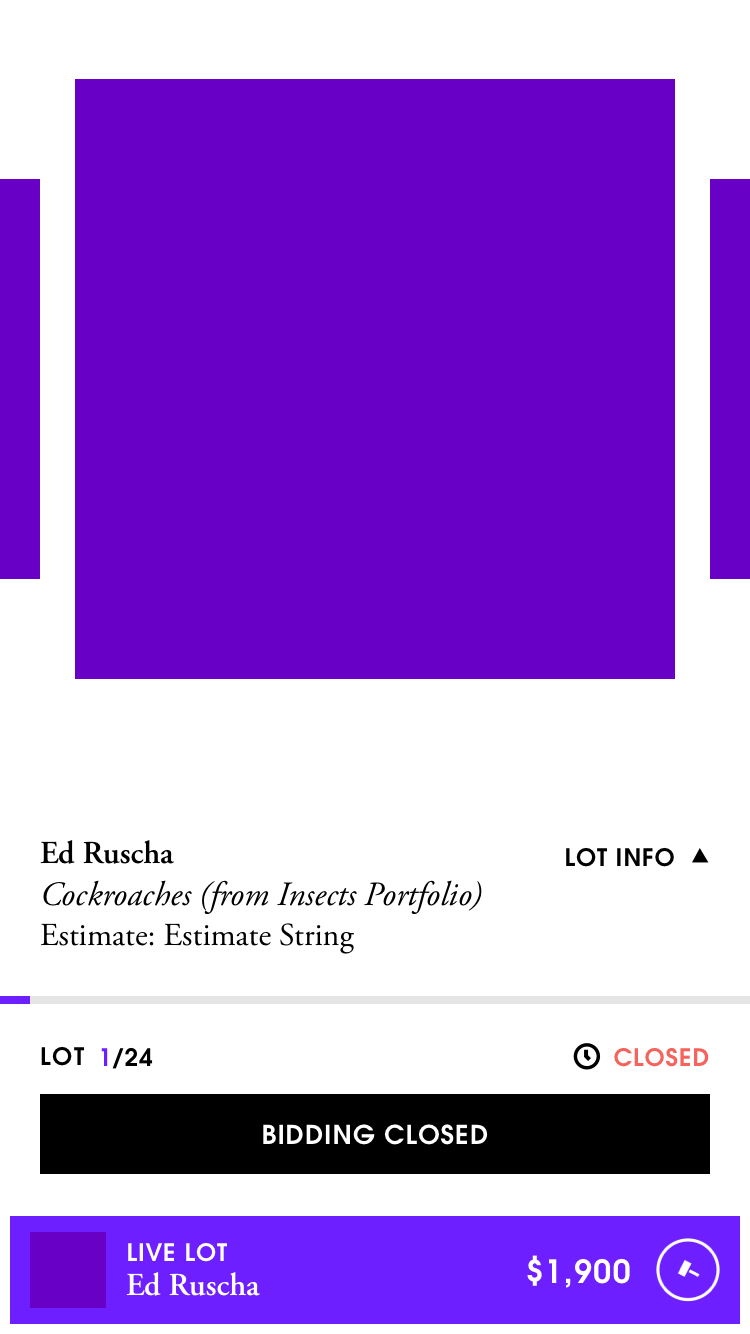 Ed Ruscha
LOT INFO
Cockroaches (from Insects Portfolio)
Estimate: Estimate String
LOT 1/24
CLOSED
BIDDING CLOSED
LIVE LOT
Ed Ruscha
$1,900